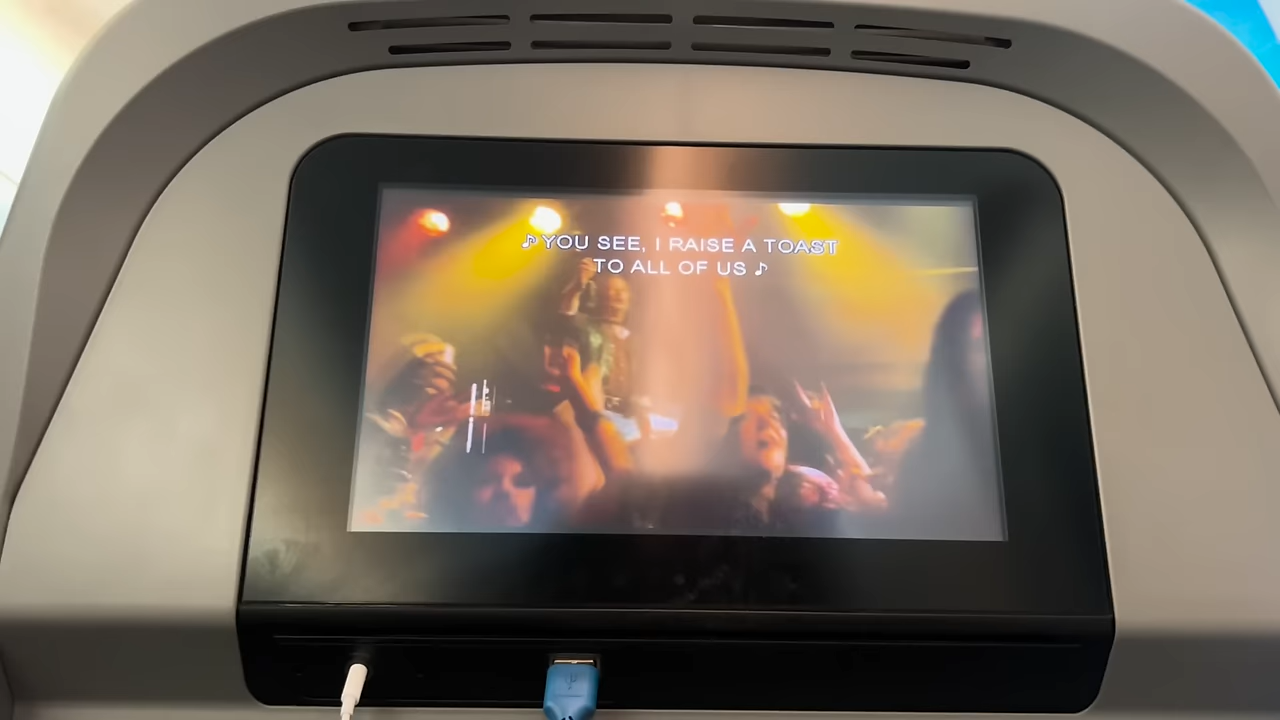 ♪ YOU SEE, I RAISE A TOAST
TO ALL OF US ♪